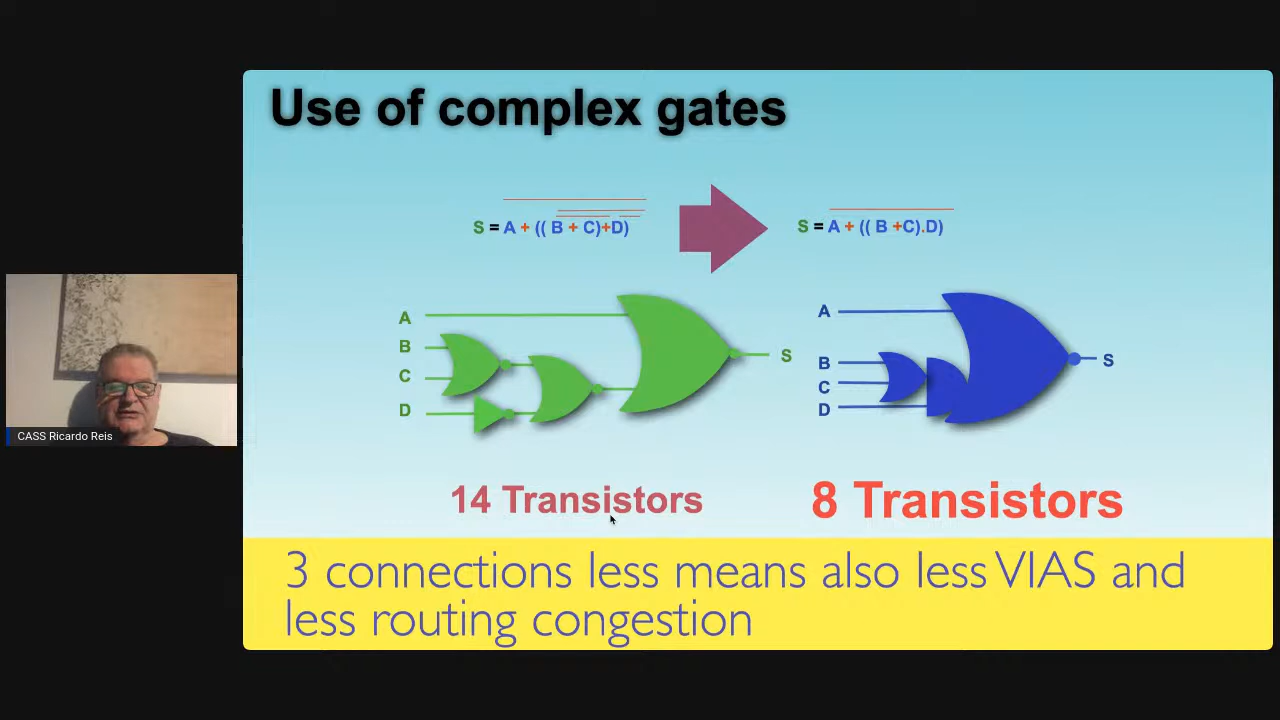 Use of complex gates
S = A + (( B + C)+D)
S = A + (( B +C).D)
A
B
C
D
S
A
B
C
D
S
14 Transistors
8 Transistors
3 connections less means also less VIAS and
less routing congestion
CASS Ricardo Reis